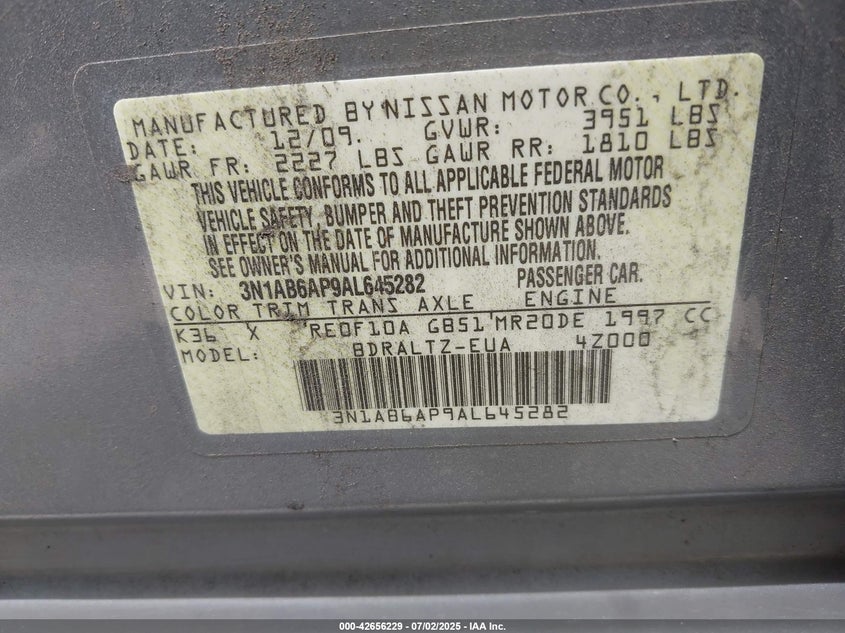 MANUFACTURED BY NISSAN MOTOR CO., LTD.
DATE: 12/09. GVWR: 3951 LBS
GAWR FR: 2227 LBS GAWR RR: 1810 LBS
THIS VEHICLE CONFORMS TO ALL APPLICABLE FEDERAL MOTOR
VEHICLE SAFETY, BUMPER AND THEFT PREVENTION STANDARDS
IN EFFECT ON THE DATE OF MANUFACTURE SHOWN ABOVE.
SEE OWNER'S MANUAL FOR ADDITIONAL INFORMATION.
VIN: 3N1AB6AP9AL645282 PASSENGER CAR.
COLOR TRIM TRANS AXLE ENGINE
K36 X RE0F10A GB51 MR20DE 1997 CC
MODEL: BDRALTZ-EUA 4Z000
3N1AB6AP9AL645282
000-42656229 - 07/02/2025 - IAA Inc.